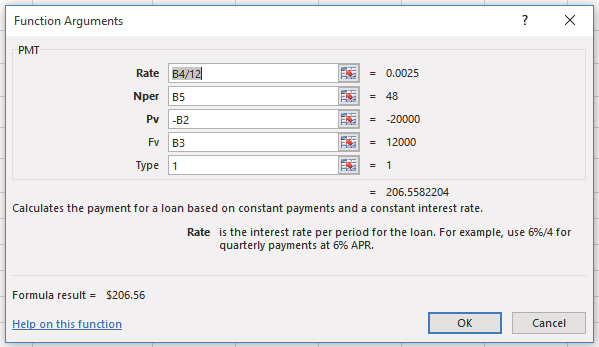 Function Arguments ? ×
PMT
Rate B4/12 = 0.0025
Nper B5 = 48
Pv -B2 = -20000
Fv B3 = 12000
Type 1 = 1
= 206.5582204
Calculates the payment for a loan based on constant payments and a constant interest rate.
Rate is the interest rate per period for the loan. For example, use 6%/4 for
quarterly payments at 6% APR.
Formula result = $206.56
Help on this function OK Cancel